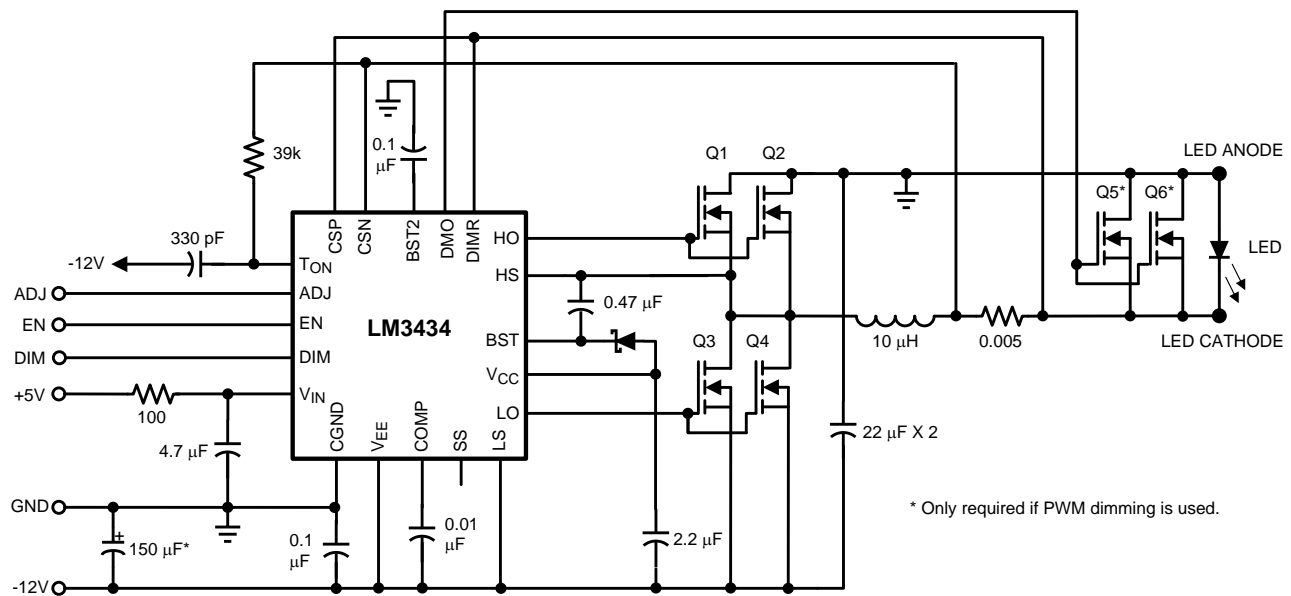 39k
0.1
μF
CSP
CSN
BST2
DMO
DIMR
Q1
Q2
LED ANODE
Q5*
Q6*
330 pF
-12V
TON
HO
HS
LED
ADJ
ADJ
0.47 μF
EN
EN
LM3434
DIM
DIM
BST
Q3
Q4
10 μH
0.005
LED CATHODE
+5V
100
VIN
VCC
LO
4.7 μF
CGND
VEE
COMP
SS
LS
22 μF X 2
GND
* Only required if PWM dimming is used.
+
150 μF*
0.1
μF
0.01
μF
2.2 μF
-12V